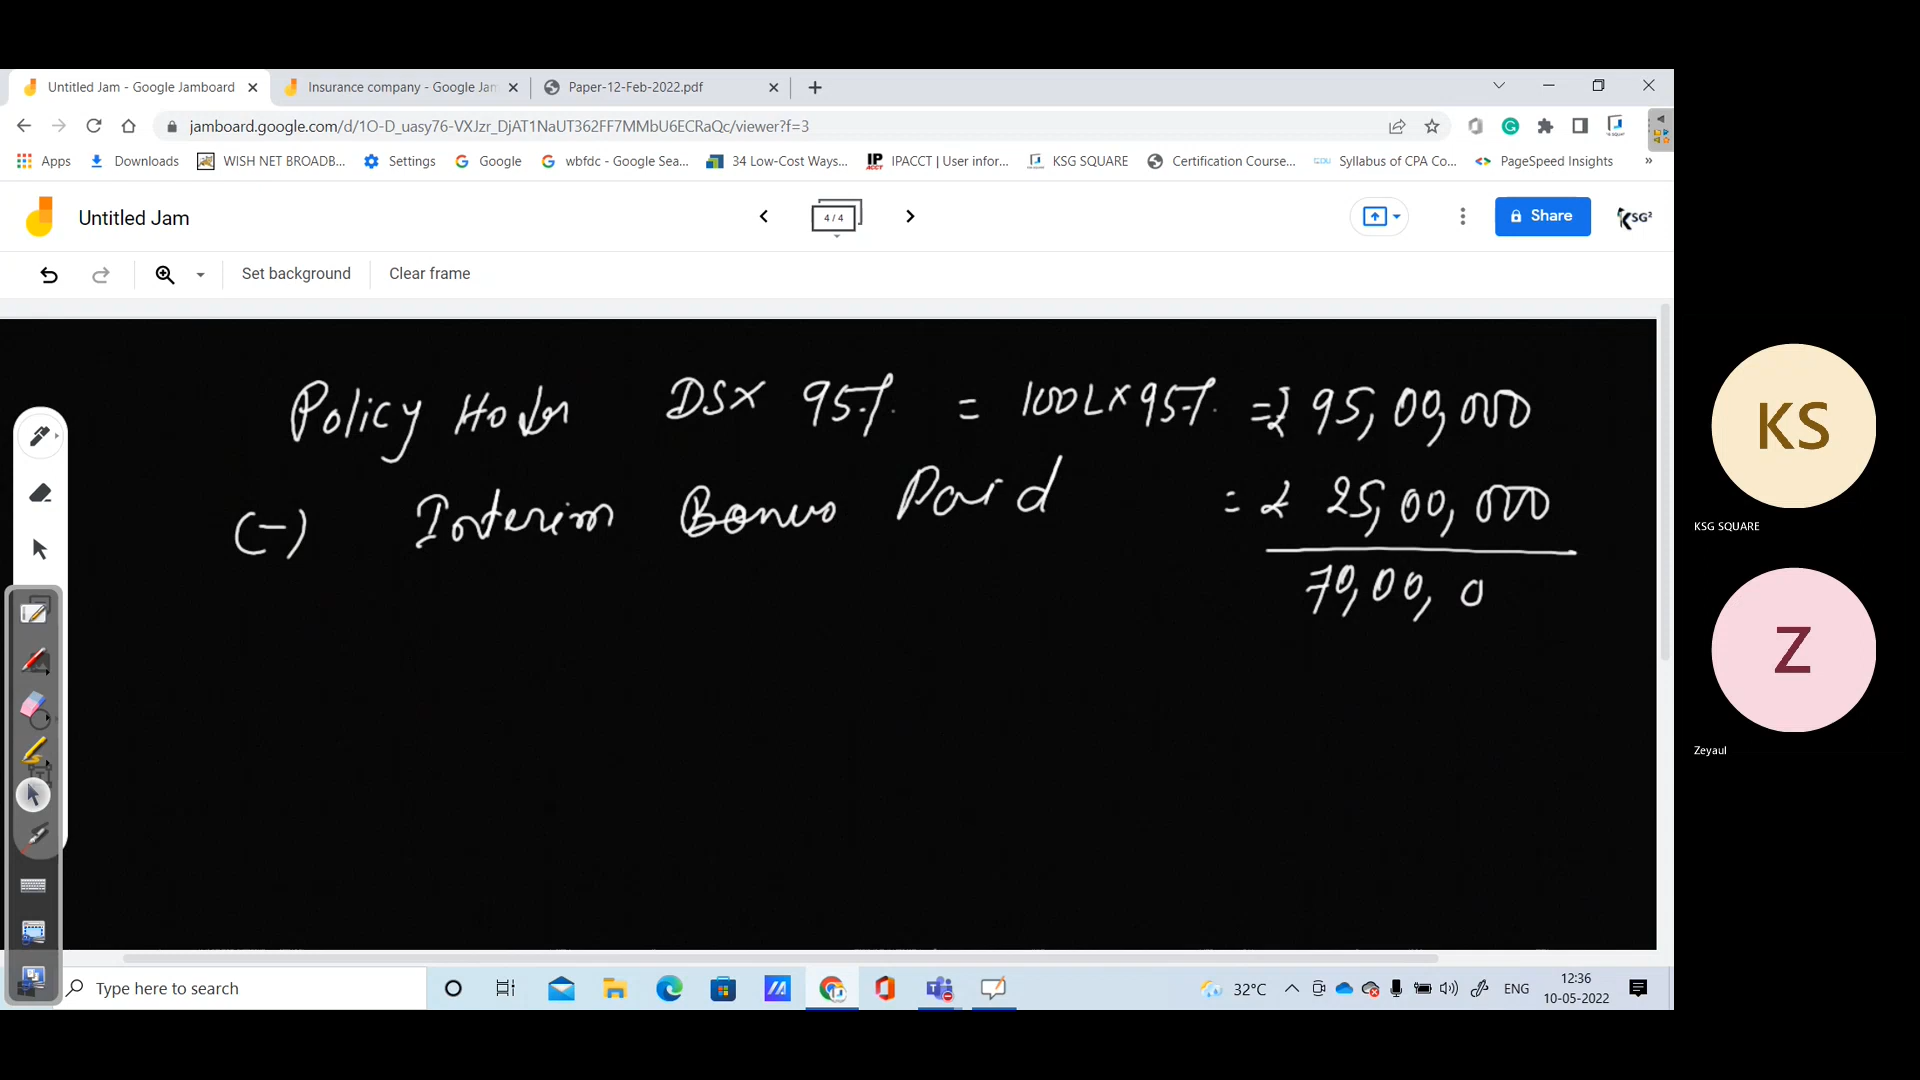 Untitled Jam - Google Jamboard
Insurance company - Google Jam
Paper-12-Feb-2022.pdf
jamboard.google.com/d/1O-D_uasy76-VXJzr_DjAT1NaUT362FF7MMbU6ECRaQc/viewer?f=3
Apps Downloads WISH NET BROADB... Settings Google wbfdc - Google Sea... 34 Low-Cost Ways... IPACCT | User infor... KSG SQUARE Certification Course... Syllabus of CPA Co... PageSpeed Insights »
Untitled Jam
4 / 4
Share
KSG²
Set background Clear frame
Policy Holder DS X 95% = 100L X 95% = ₹ 95,00,000
(-) Interim Bonus Paid = ₹ 25,00,000
70,00, 0
KS
KSG SQUARE
Z
Zeyaul
Type here to search
32°C
ENG
12:36
10-05-2022